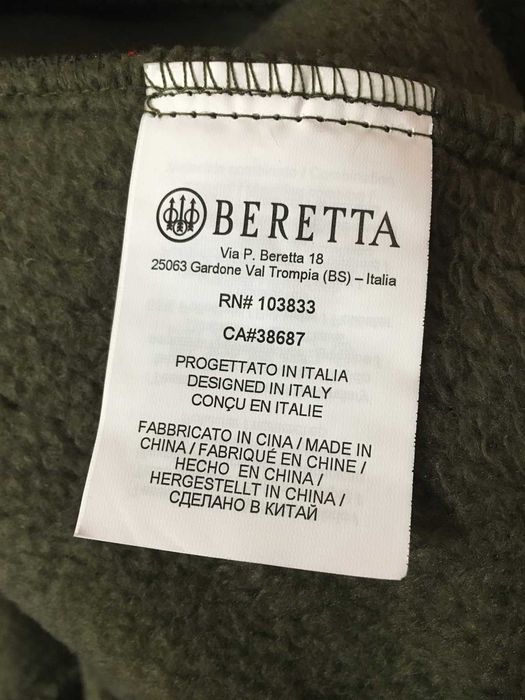 BERETTA
Via P. Beretta 18
25063 Gardone Val Trompia (BS) – Italia
RN# 103833
CA#38687
PROGETTATO IN ITALIA
DESIGNED IN ITALY
CONÇU EN ITALIE
FABBRICATO IN CINA / MADE IN
CHINA / FABRIQUÉ EN CHINE /
HECHO EN CHINA /
HERGESTELLT IN CHINA /
СДЕЛАНО В КИТАЙ